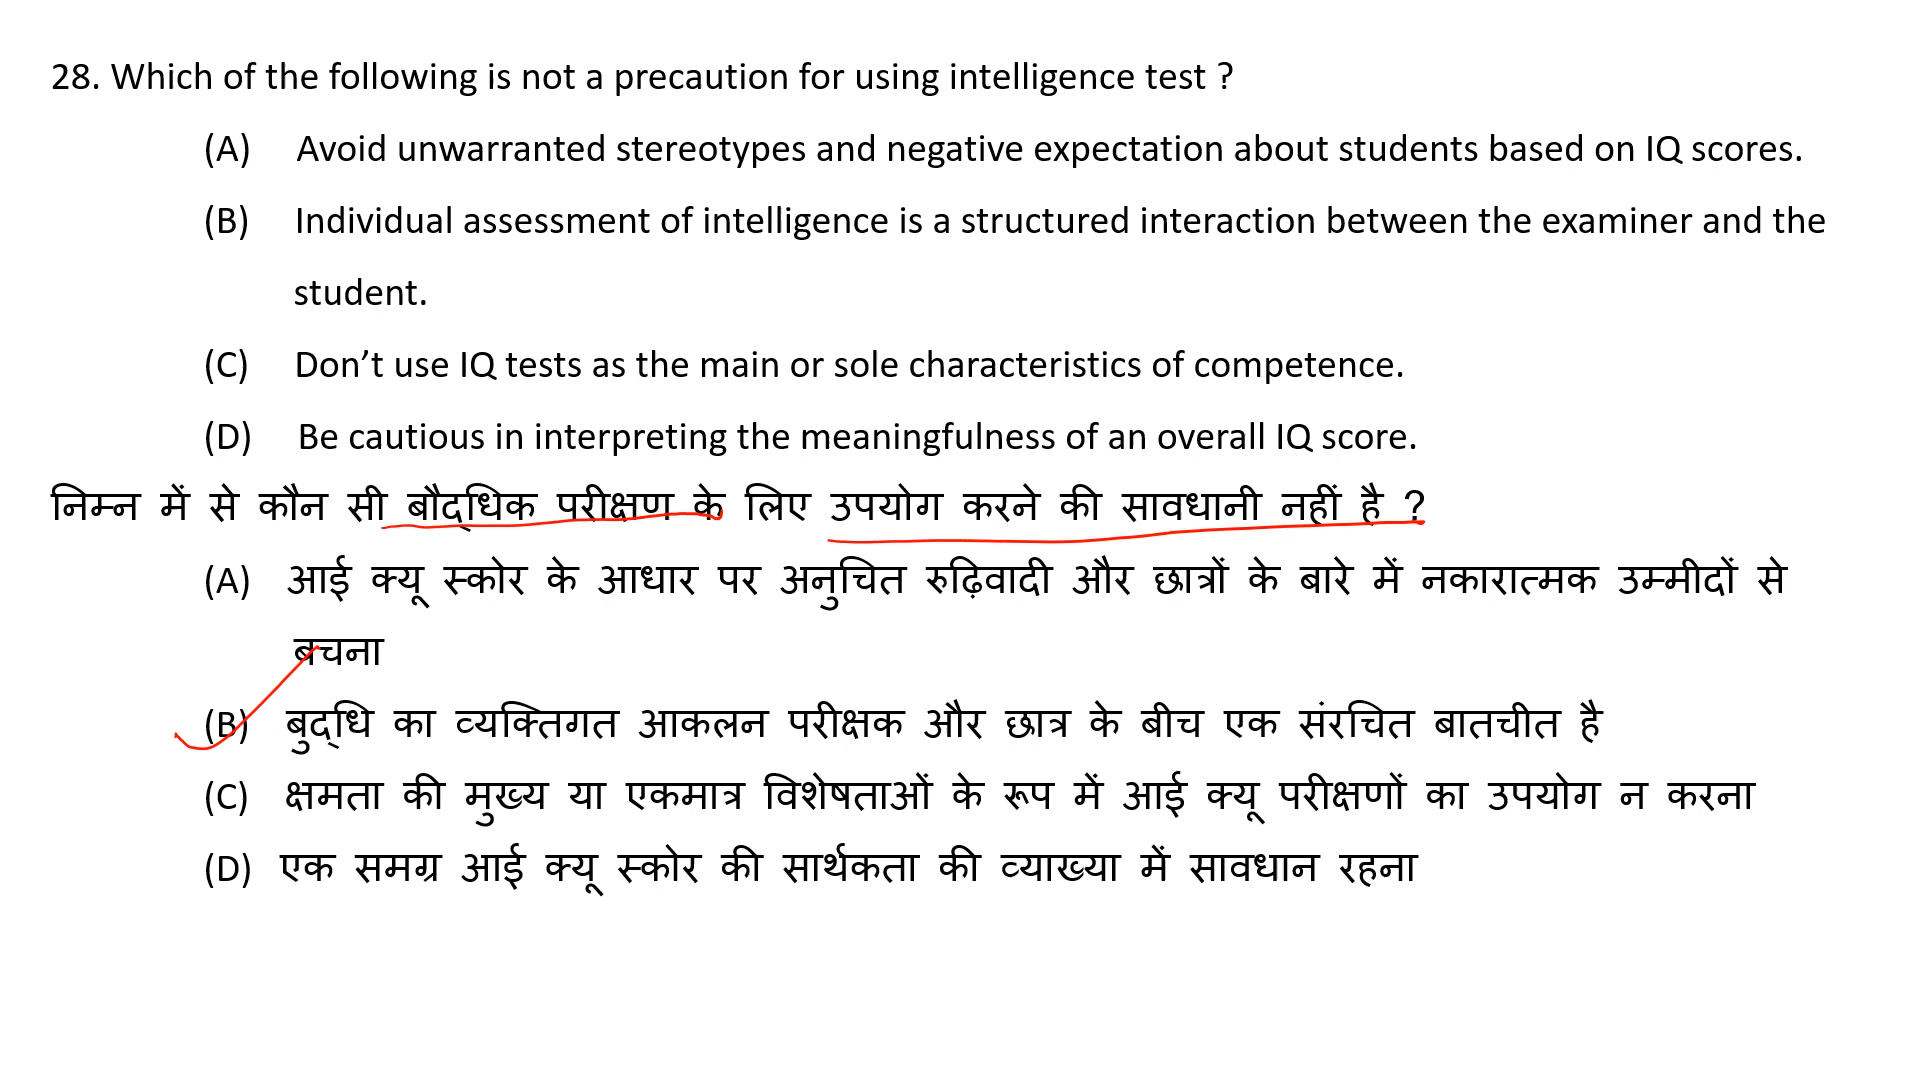 28. Which of the following is not a precaution for using intelligence test ?
(A) Avoid unwarranted stereotypes and negative expectation about students based on IQ scores.
(B) Individual assessment of intelligence is a structured interaction between the examiner and the
student.
(C) Don’t use IQ tests as the main or sole characteristics of competence.
(D) Be cautious in interpreting the meaningfulness of an overall IQ score.
निम्न में से कौन सी बौद्धिक परीक्षण के लिए उपयोग करने की सावधानी नहीं है ?
(A) आई क्यू स्कोर के आधार पर अनुचित रुढ़िवादी और छात्रों के बारे में नकारात्मक उम्मीदों से
बचना
(B) बुद्धि का व्यक्तिगत आकलन परीक्षक और छात्र के बीच एक संरचित बातचीत है
(C) क्षमता की मुख्य या एकमात्र विशेषताओं के रूप में आई क्यू परीक्षणों का उपयोग न करना
(D) एक समग्र आई क्यू स्कोर की सार्थकता की व्याख्या में सावधान रहना